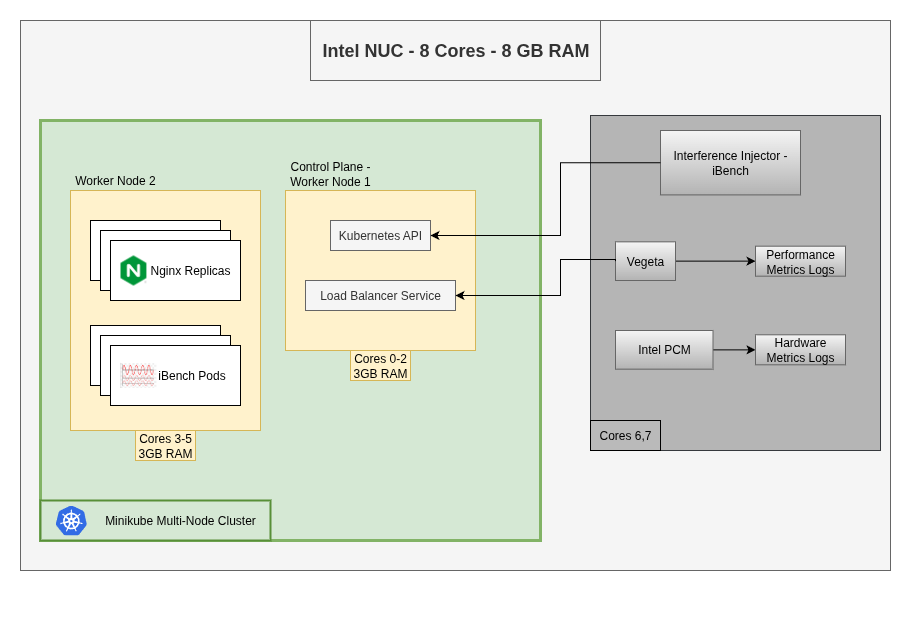 Intel NUC - 8 Cores - 8 GB RAM
Worker Node 2
Nginx Replicas
iBench Pods
Cores 3-5
3GB RAM
Control Plane -
Worker Node 1
Kubernetes API
Load Balancer Service
Cores 0-2
3GB RAM
Minikube Multi-Node Cluster
Interference Injector -
iBench
Vegeta
Performance
Metrics Logs
Intel PCM
Hardware
Metrics Logs
Cores 6,7